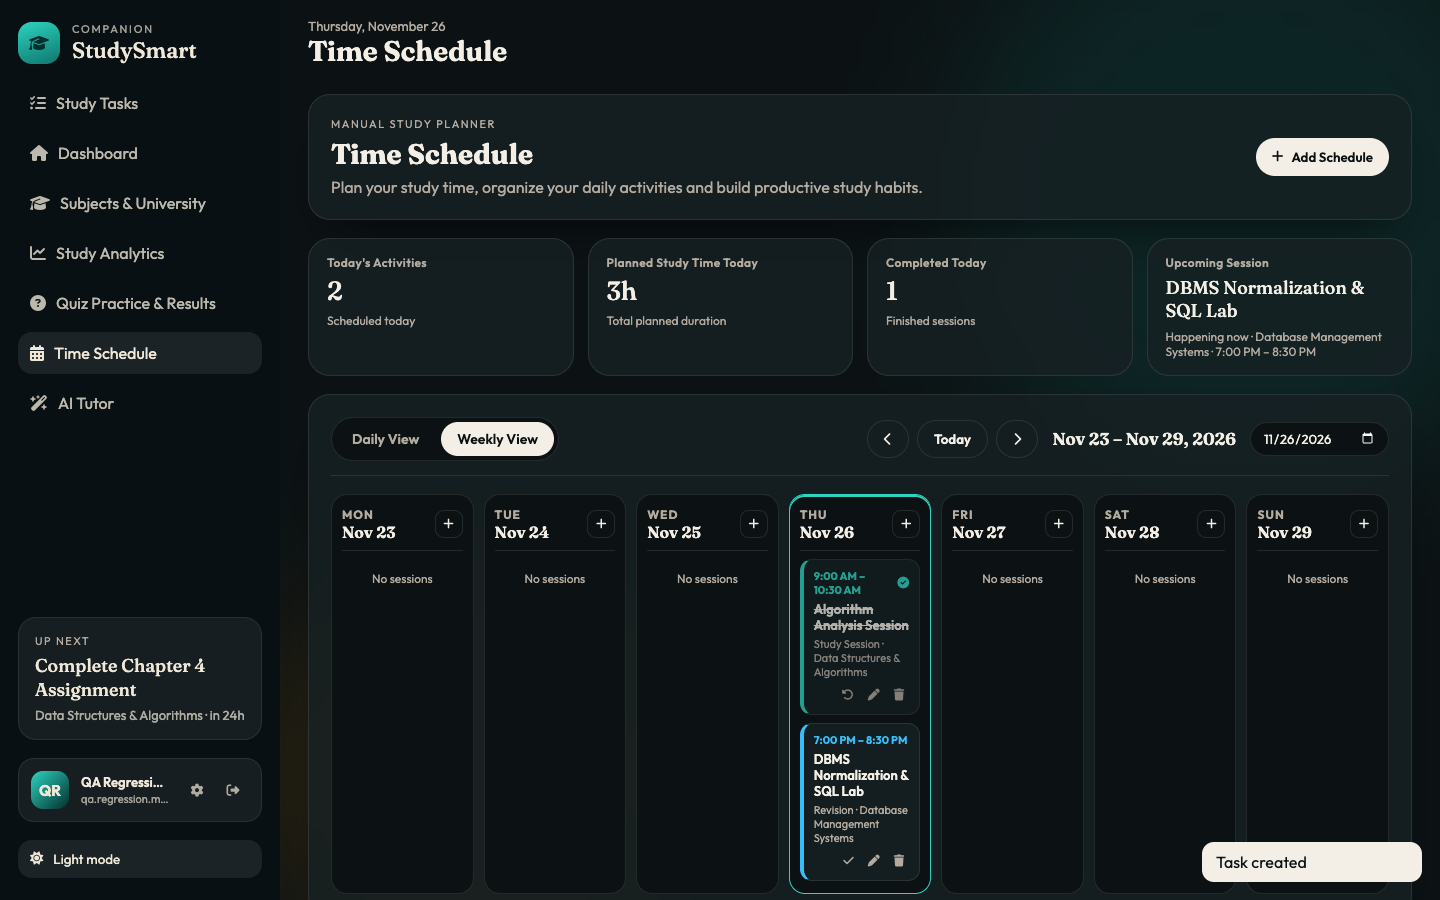 COMPANION
StudySmart
Study Tasks
Dashboard
Subjects & University
Study Analytics
Quiz Practice & Results
Time Schedule
AI Tutor
UP NEXT
Complete Chapter 4
Assignment
Data Structures & Algorithms · in 24h
QR
QA Regressi...
qa.regression.m...
Light mode
Thursday, November 26
Time Schedule
MANUAL STUDY PLANNER
Time Schedule
Plan your study time, organize your daily activities and build productive study habits.
+ Add Schedule
Today's Activities
2
Scheduled today
Planned Study Time Today
3h
Total planned duration
Completed Today
1
Finished sessions
Upcoming Session
DBMS Normalization &
SQL Lab
Happening now · Database Management
Systems · 7:00 PM – 8:30 PM
Daily View
Weekly View
Today
Nov 23 – Nov 29, 2026
11/26/2026
MON
Nov 23
No sessions
TUE
Nov 24
No sessions
WED
Nov 25
No sessions
THU
Nov 26
9:00 AM –
10:30 AM
Algorithm
Analysis Session
Study Session ·
Data Structures &
Algorithms
7:00 PM – 8:30 PM
DBMS
Normalization &
SQL Lab
Revision · Database
Management
Systems
FRI
Nov 27
No sessions
SAT
Nov 28
No sessions
SUN
Nov 29
No sessions
Task created